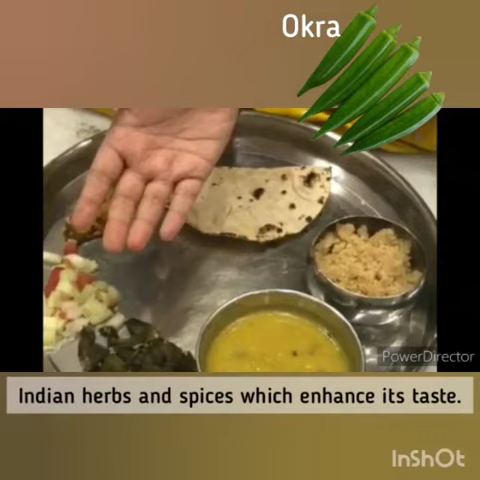 Okra
PowerDirector
Indian herbs and spices which enhance its taste.
InShOt